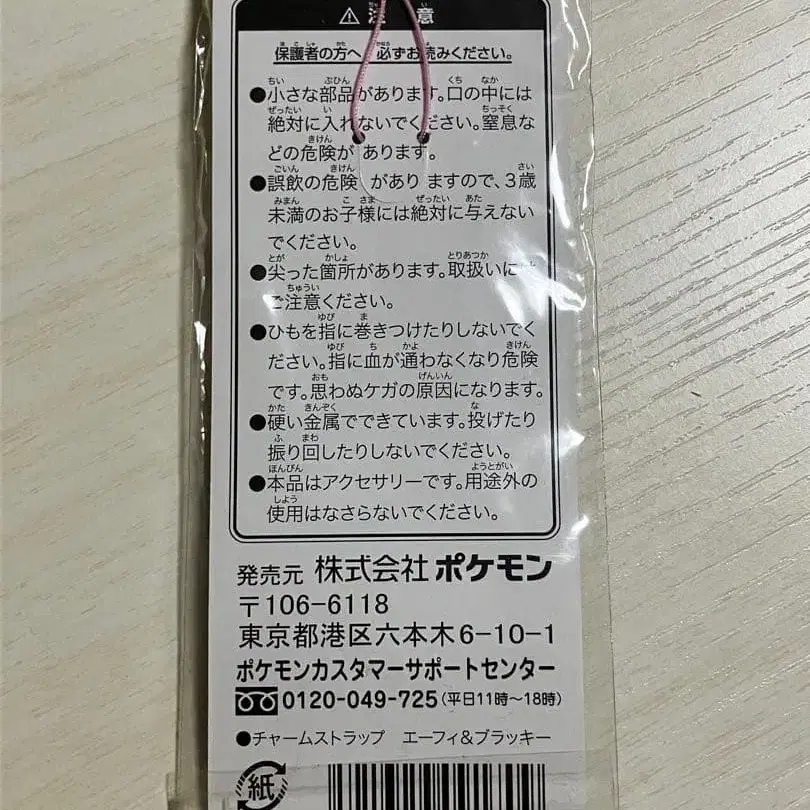 ⚠注意
保護者の方へ 必ずお読みください。
●小さな部品があります。口の中には
絶対に入れないでください。窒息な
どの危険があります。
●誤飲の危険がありますので、3歳
未満のお子様には絶対に与えない
でください。
●尖った箇所があります。取扱いには
ご注意ください。
●ひもを指に巻きつけたりしないでく
ださい。指に血が通わなくなり危険
です。思わぬケガの原因になります。
●硬い金属でできています。投げたり
振り回したりしないでください。
●本品はアクセサリーです。用途外の
使用はなさらないでください。
発売元 株式会社ポケモン
〒106-6118
東京都港区六本木6-10-1
ポケモンカスタマーサポートセンター
0120-049-725(平日11時〜18時)
●チャームストラップ エーフィ&ブラッキー
紙